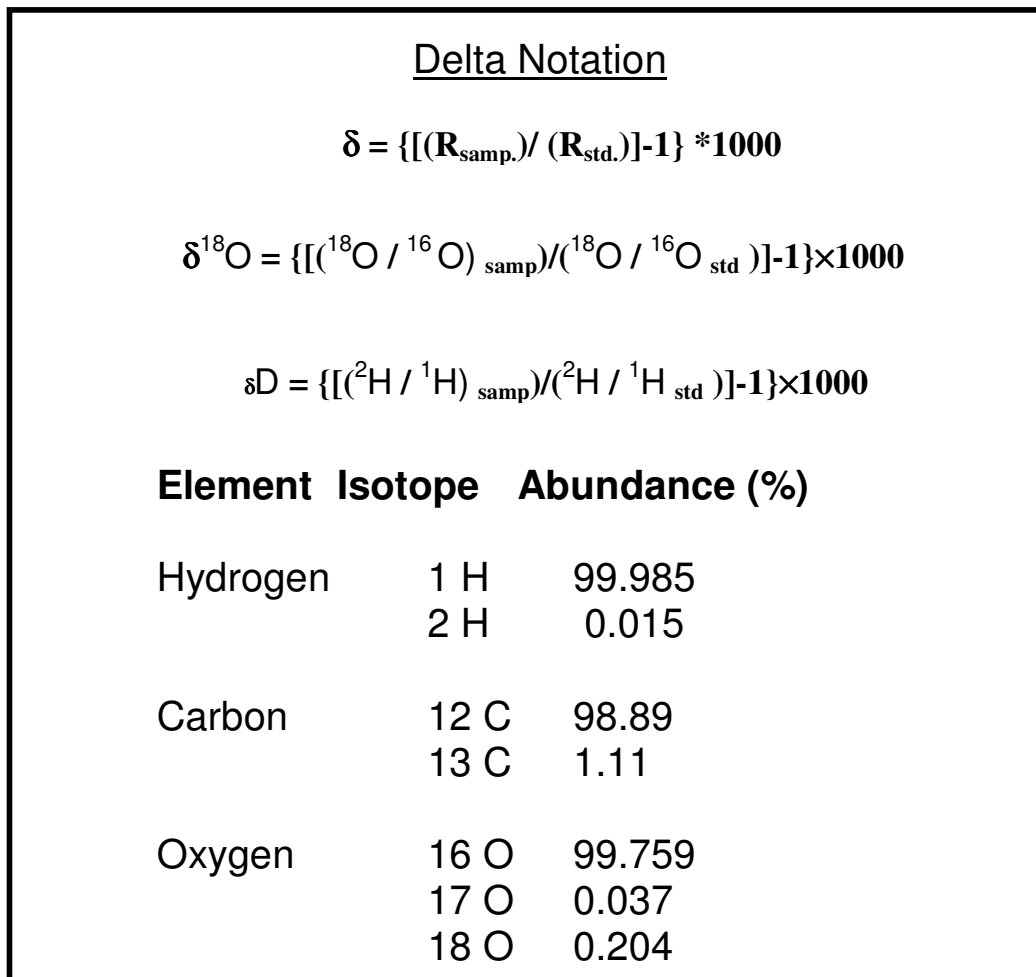 Delta Notation
δ = {[(Rsamp.)/ (Rstd.)]-1} *1000
δ18O = {[(18O / 16 O) samp)/(18O / 16O std )]-1}×1000
δD = {[(2H / 1H) samp)/(2H / 1H std )]-1}×1000
Element Isotope Abundance (%)
Hydrogen 1 H 99.985
2 H 0.015
Carbon 12 C 98.89
13 C 1.11
Oxygen 16 O 99.759
17 O 0.037
18 O 0.204